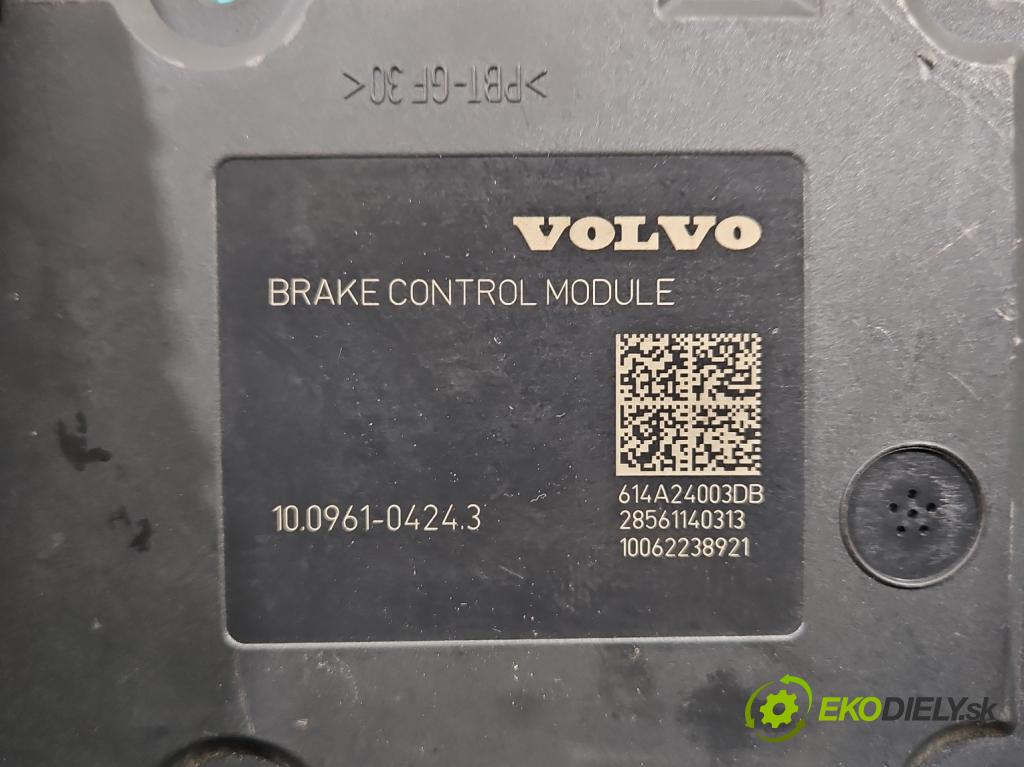 >PBT-GF 30<
VOLVO
BRAKE CONTROL MODULE
10.0961-0424.3
614A24003DB
28561140313
10062238921
EKODIELY.sk